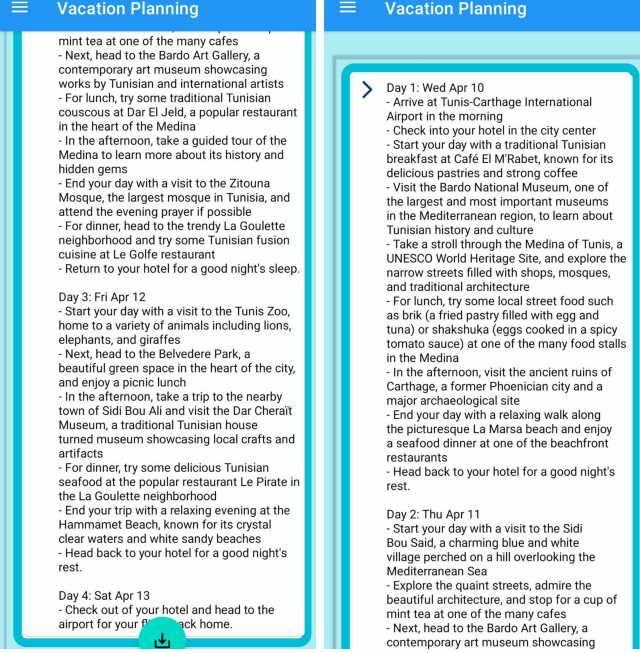 Vacation Planning
mint tea at one of the many cafes
- Next, head to the Bardo Art Gallery, a
contemporary art museum showcasing
works by Tunisian and international artists
- For lunch, try some traditional Tunisian
couscous at Dar El Jeld, a popular restaurant
in the heart of the Medina
- In the afternoon, take a guided tour of the
Medina to learn more about its history and
hidden gems
- End your day with a visit to the Zitouna
Mosque, the largest mosque in Tunisia, and
attend the evening prayer if possible
- For dinner, head to the trendy La Goulette
neighborhood and try some Tunisian fusion
cuisine at Le Golfe restaurant
- Return to your hotel for a good night's sleep.
Day 3: Fri Apr 12
- Start your day with a visit to the Tunis Zoo,
home to a variety of animals including lions,
elephants, and giraffes
- Next, head to the Belvedere Park, a
beautiful green space in the heart of the city,
and enjoy a picnic lunch
- In the afternoon, take a trip to the nearby
town of Sidi Bou Ali and visit the Dar Cheraït
Museum, a traditional Tunisian house
turned museum showcasing local crafts and
artifacts
- For dinner, try some delicious Tunisian
seafood at the popular restaurant Le Pirate in
the La Goulette neighborhood
- End your trip with a relaxing evening at the
Hammamet Beach, known for its crystal
clear waters and white sandy beaches
- Head back to your hotel for a good night's
rest.
Day 4: Sat Apr 13
- Check out of your hotel and head to the
airport for your back home.
Vacation Planning
Day 1: Wed Apr 10
- Arrive at Tunis-Carthage International
Airport in the morning
- Check into your hotel in the city center
- Start your day with a traditional Tunisian
breakfast at Café El M'Rabet, known for its
delicious pastries and strong coffee
- Visit the Bardo National Museum, one of
the largest and most important museums
in the Mediterranean region, to learn about
Tunisian history and culture
- Take a stroll through the Medina of Tunis, a
UNESCO World Heritage Site, and explore the
narrow streets filled with shops, mosques,
and traditional architecture
- For lunch, try some local street food such
as brik (a fried pastry filled with egg and
tuna) or shakshuka (eggs cooked in a spicy
tomato sauce) at one of the many food stalls
in the Medina
- In the afternoon, visit the ancient ruins of
Carthage, a former Phoenician city and a
major archaeological site
- End your day with a relaxing walk along
the picturesque La Marsa beach and enjoy
a seafood dinner at one of the beachfront
restaurants
- Head back to your hotel for a good night's
rest.
Day 2: Thu Apr 11
- Start your day with a visit to the Sidi
Bou Said, a charming blue and white
village perched on a hill overlooking the
Mediterranean Sea
- Explore the quaint streets, admire the
beautiful architecture, and stop for a cup of
mint tea at one of the many cafes
- Next, head to the Bardo Art Gallery, a
contemporary art museum showcasing